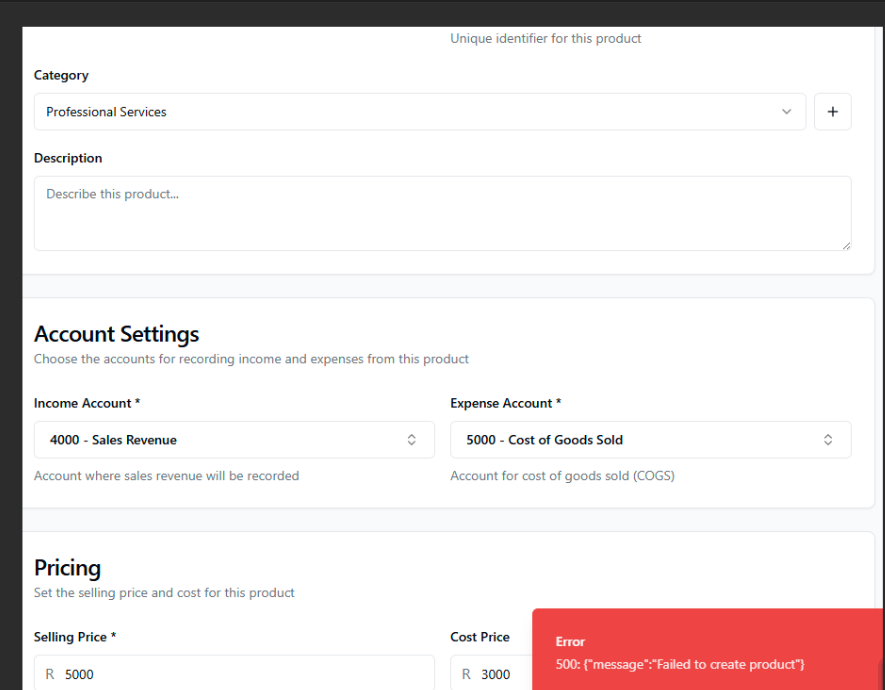 Unique identifier for this product
Category
Professional Services
+
Description
Describe this product...
Account Settings
Choose the accounts for recording income and expenses from this product
Income Account *
Expense Account *
4000 - Sales Revenue
5000 - Cost of Goods Sold
Account where sales revenue will be recorded
Account for cost of goods sold (COGS)
Pricing
Set the selling price and cost for this product
Selling Price *
Cost Price
R 5000
R 3000
Error
500: {"message":"Failed to create product"}